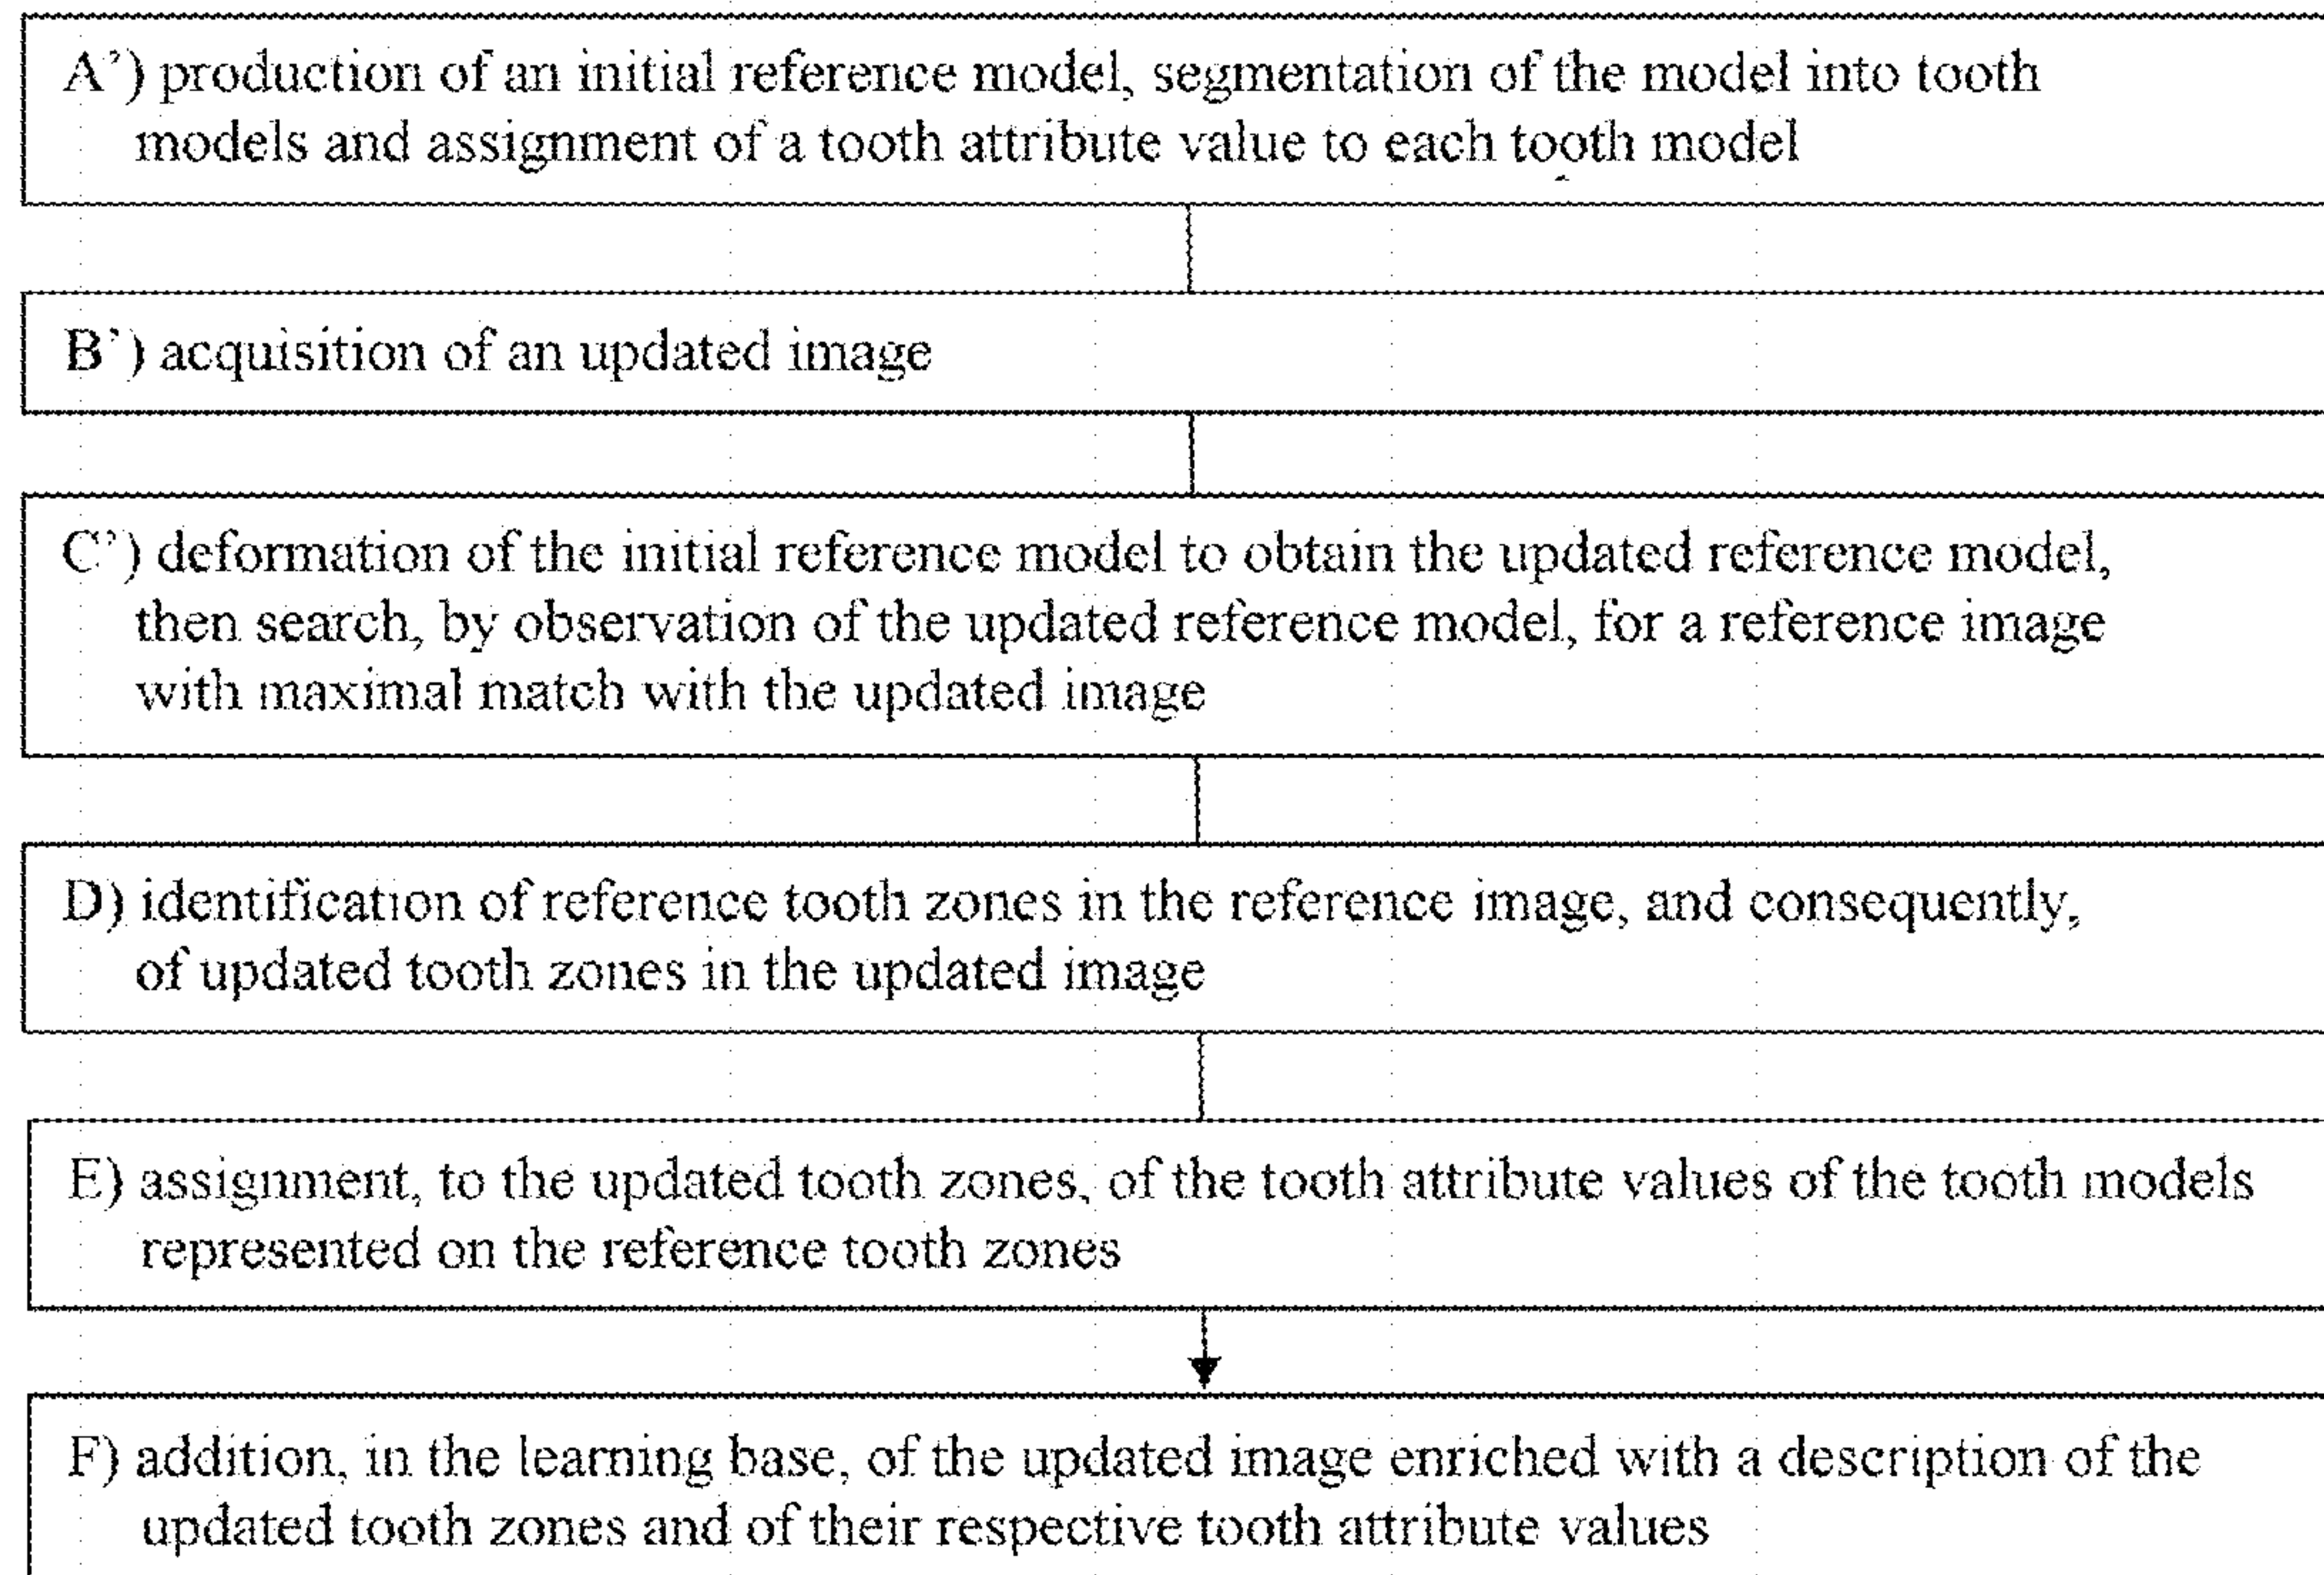 A’) production of an initial reference model, segmentation of the model into tooth
models and assignment of a tooth attribute value to each tooth model
B’) acquisition of an updated image
C’) deformation of the initial reference model to obtain the updated reference model,
then search, by observation of the updated reference model, for a reference image
with maximal match with the updated image
D) identification of reference tooth zones in the reference image, and consequently,
of updated tooth zones in the updated image
E) assignment, to the updated tooth zones, of the tooth attribute values of the tooth models
represented on the reference tooth zones
F) addition, in the learning base, of the updated image enriched with a description of the
updated tooth zones and of their respective tooth attribute values